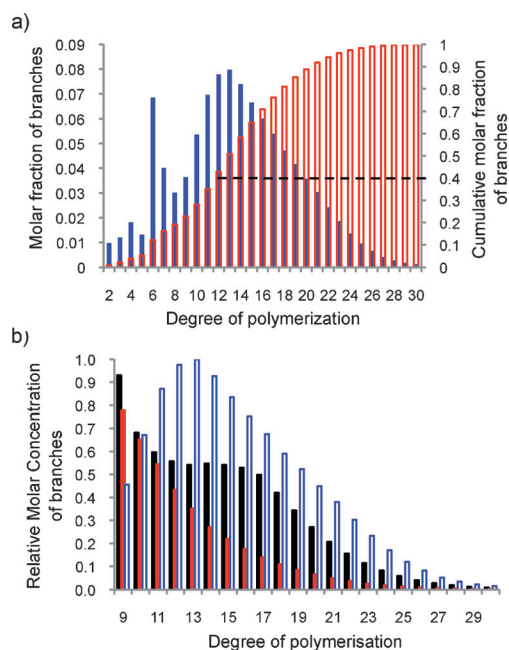 a)
0.09
0.08
0.07
0.06
0.05
0.04
0.03
0.02
0.01
0
Molar fraction of branches
1
0.9
0.8
0.7
0.6
0.5
0.4
0.3
0.2
0.1
0
Cumulative molar fraction
of branches
2 4 6 8 10 12 14 16 18 20 22 24 26 28 30
Degree of polymerization
b)
1.0
0.9
0.8
0.7
0.6
0.5
0.4
0.3
0.2
0.1
0.0
Relative Molar Concentration
of branches
9 11 13 15 17 19 21 23 25 27 29
Degree of polymerisation